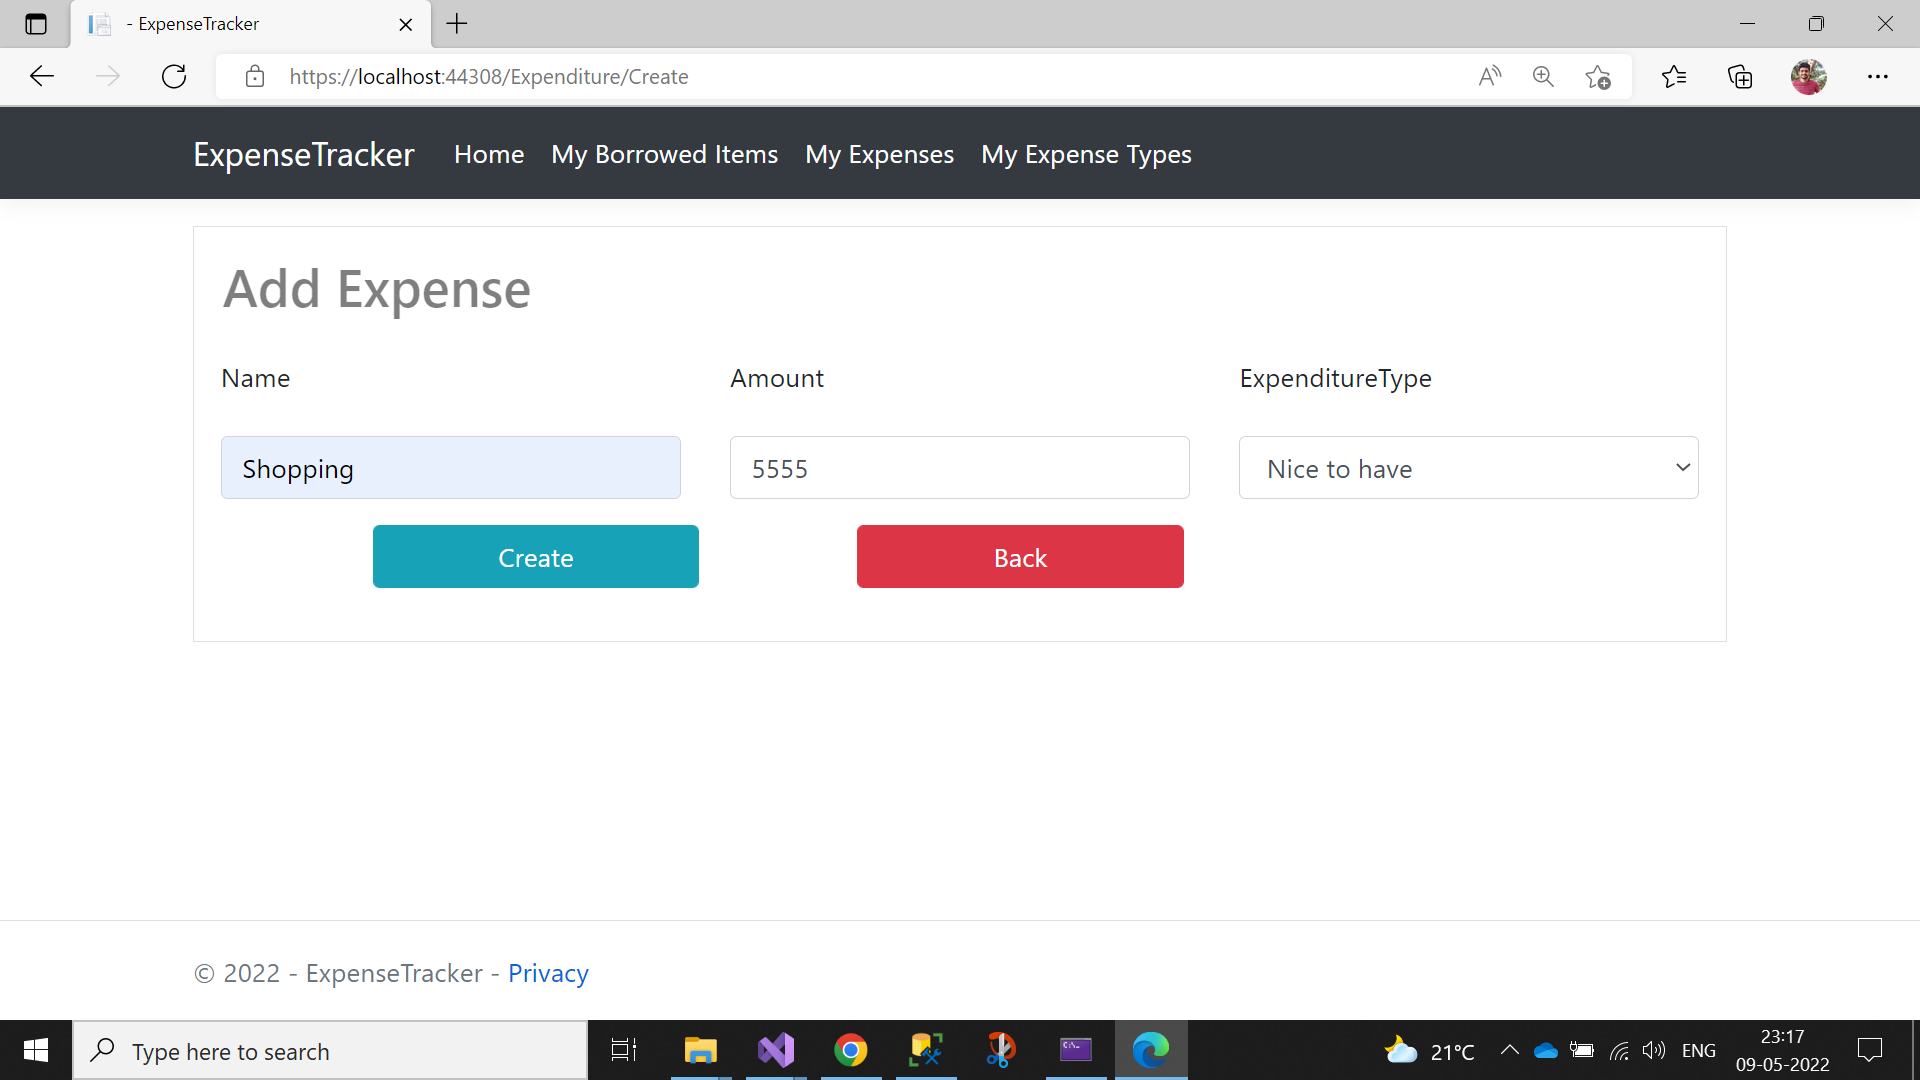 - ExpenseTracker
https://localhost:44308/Expenditure/Create
ExpenseTracker Home My Borrowed Items My Expenses My Expense Types
Add Expense
Name Amount ExpenditureType
Shopping 5555 Nice to have
Create Back
© 2022 - ExpenseTracker - Privacy
Type here to search 21°C ENG 23:17
09-05-2022